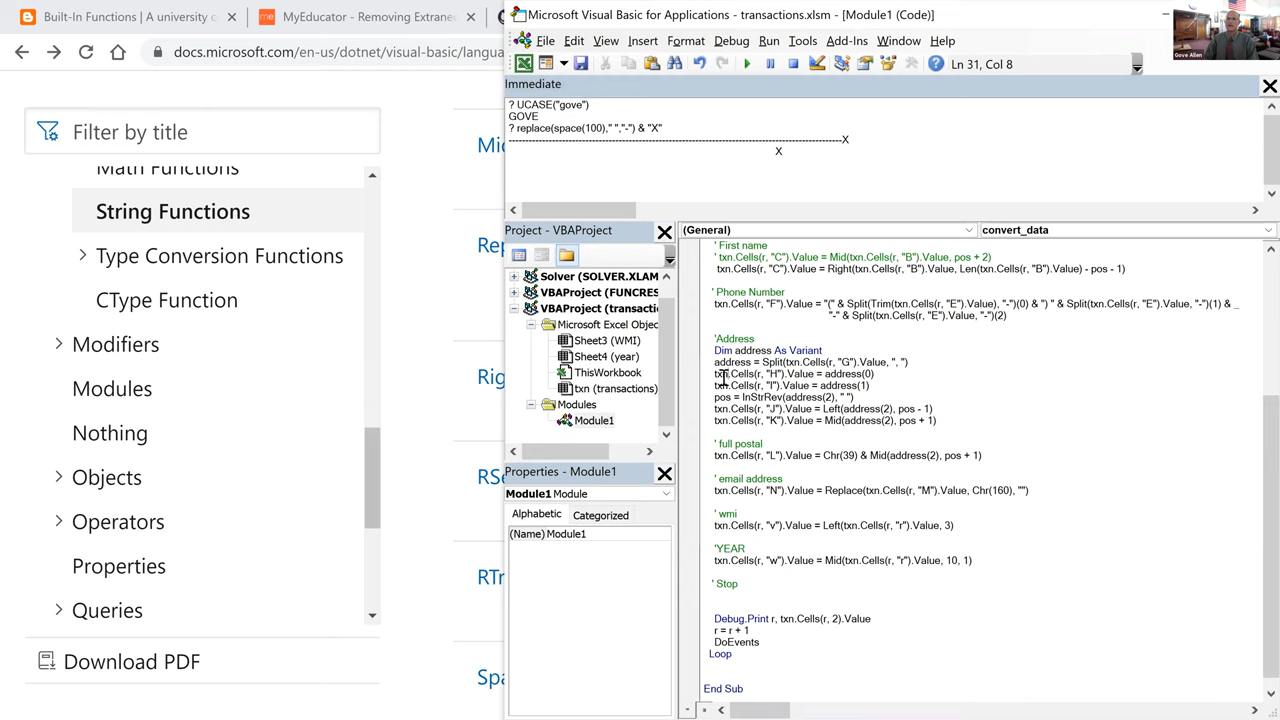 Built-In Functions | A university c
MyEducator - Removing Extraneo
docs.microsoft.com/en-us/dotnet/visual-basic/langua
Filter by title
Math Functions
String Functions
Type Conversion Functions
CType Function
Modifiers
Modules
Nothing
Objects
Operators
Properties
Queries
Download PDF
Mic
Rep
Rig
RSe
RTr
Spa
Microsoft Visual Basic for Applications - transactions.xlsm - [Module1 (Code)]
File Edit View Insert Format Debug Run Tools Add-Ins Window Help
Ln 31, Col 8
Gove Allen
Immediate
? UCASE("gove")
GOVE
? replace(space(100)," ","-") & "X"
----------------------------------------------------------------------------------------------------X
X
Project - VBAProject
Solver (SOLVER.XLAM
VBAProject (FUNCRES
VBAProject (transactio
Microsoft Excel Objec
Sheet3 (WMI)
Sheet4 (year)
ThisWorkbook
txn (transactions)
Modules
Module1
Properties - Module1
Module1 Module
Alphabetic Categorized
(Name) Module1
(General) convert_data
' First name
' txn.Cells(r, "C").Value = Mid(txn.Cells(r, "B").Value, pos + 2)
txn.Cells(r, "C").Value = Right(txn.Cells(r, "B").Value, Len(txn.Cells(r, "B").Value) - pos - 1)
' Phone Number
txn.Cells(r, "F").Value = "(" & Split(Trim(txn.Cells(r, "E").Value), "-")(0) & ") " & Split(txn.Cells(r, "E").Value, "-")(1) & _
"-" & Split(txn.Cells(r, "E").Value, "-")(2)
'Address
Dim address As Variant
address = Split(txn.Cells(r, "G").Value, ", ")
txn.Cells(r, "H").Value = address(0)
txn.Cells(r, "I").Value = address(1)
pos = InStrRev(address(2), " ")
txn.Cells(r, "J").Value = Left(address(2), pos - 1)
txn.Cells(r, "K").Value = Mid(address(2), pos + 1)
' full postal
txn.Cells(r, "L").Value = Chr(39) & Mid(address(2), pos + 1)
' email address
txn.Cells(r, "N").Value = Replace(txn.Cells(r, "M").Value, Chr(160), "")
' wmi
txn.Cells(r, "v").Value = Left(txn.Cells(r, "r").Value, 3)
'YEAR
txn.Cells(r, "w").Value = Mid(txn.Cells(r, "r").Value, 10, 1)
' Stop
Debug.Print r, txn.Cells(r, 2).Value
r = r + 1
DoEvents
Loop
End Sub